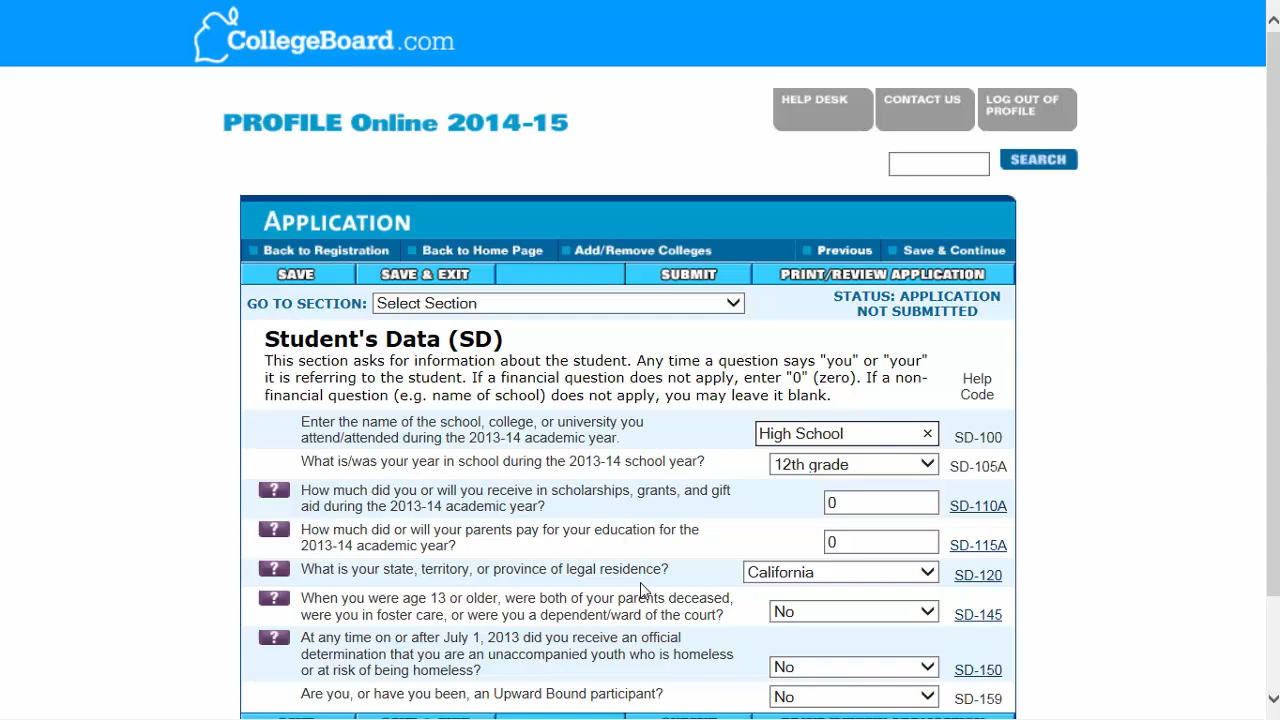 CollegeBoard.com
PROFILE Online 2014-15
HELP DESK
CONTACT US
LOG OUT OF
PROFILE
SEARCH
APPLICATION
Back to Registration
Back to Home Page
Add/Remove Colleges
Previous
Save & Continue
SAVE
SAVE & EXIT
SUBMIT
PRINT/REVIEW APPLICATION
GO TO SECTION:
Select Section
STATUS: APPLICATION
NOT SUBMITTED
Student's Data (SD)
This section asks for information about the student. Any time a question says "you" or "your"
it is referring to the student. If a financial question does not apply, enter "0" (zero). If a non-
financial question (e.g. name of school) does not apply, you may leave it blank.
Help
Code
Enter the name of the school, college, or university you
attend/attended during the 2013-14 academic year.
High School
×
SD-100
What is/was your year in school during the 2013-14 school year?
12th grade
SD-105A
?
How much did you or will you receive in scholarships, grants, and gift
aid during the 2013-14 academic year?
0
SD-110A
?
How much did or will your parents pay for your education for the
2013-14 academic year?
0
SD-115A
?
What is your state, territory, or province of legal residence?
California
SD-120
?
When you were age 13 or older, were both of your parents deceased,
were you in foster care, or were you a dependent/ward of the court?
No
SD-145
?
At any time on or after July 1, 2013 did you receive an official
determination that you are an unaccompanied youth who is homeless
or at risk of being homeless?
No
SD-150
Are you, or have you been, an Upward Bound participant?
No
SD-159